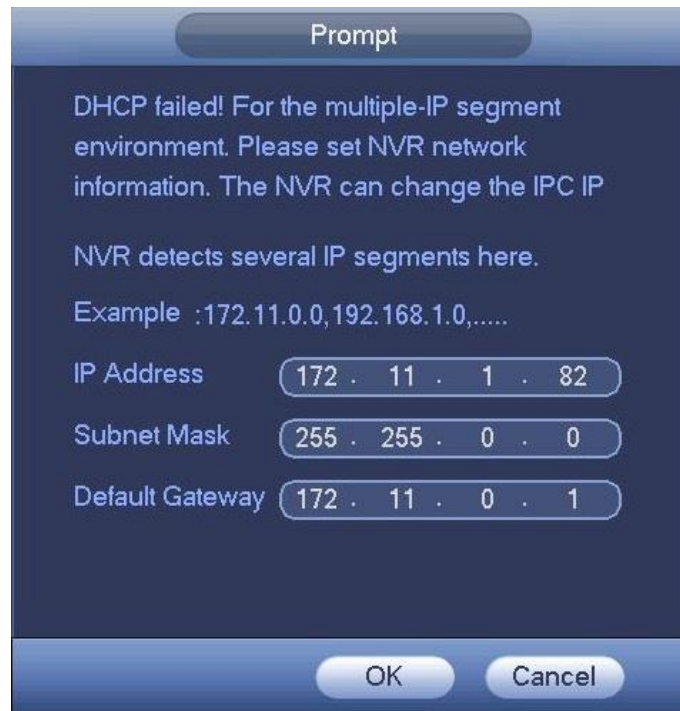 Prompt
DHCP failed! For the multiple-IP segment
environment. Please set NVR network
information. The NVR can change the IPC IP
NVR detects several IP segments here.
Example :172.11.0.0,192.168.1.0,.....
IP Address 172 . 11 . 1 . 82
Subnet Mask 255 . 255 . 0 . 0
Default Gateway 172 . 11 . 0 . 1
OK Cancel